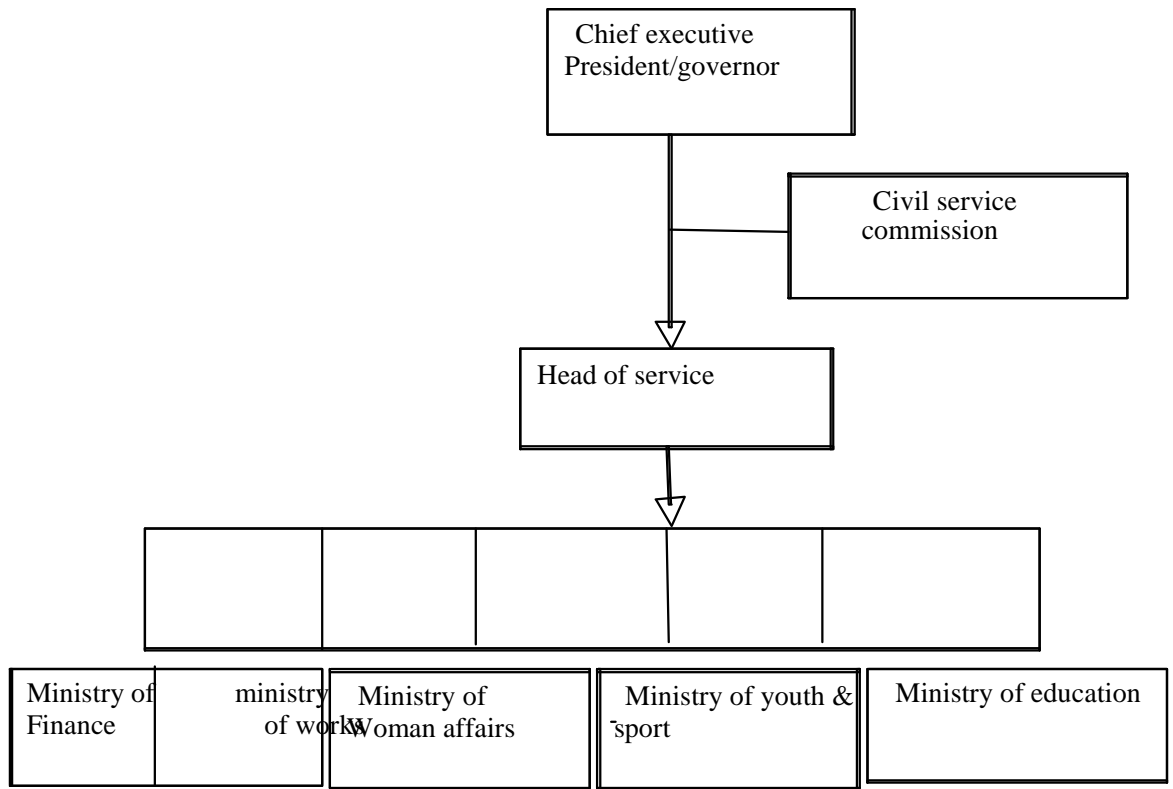 Chief executive
President/governor
Civil service
commission
Head of service
Ministry of
Finance
ministry
of works
Ministry of
Woman affairs
Ministry of youth &
-sport
Ministry of education